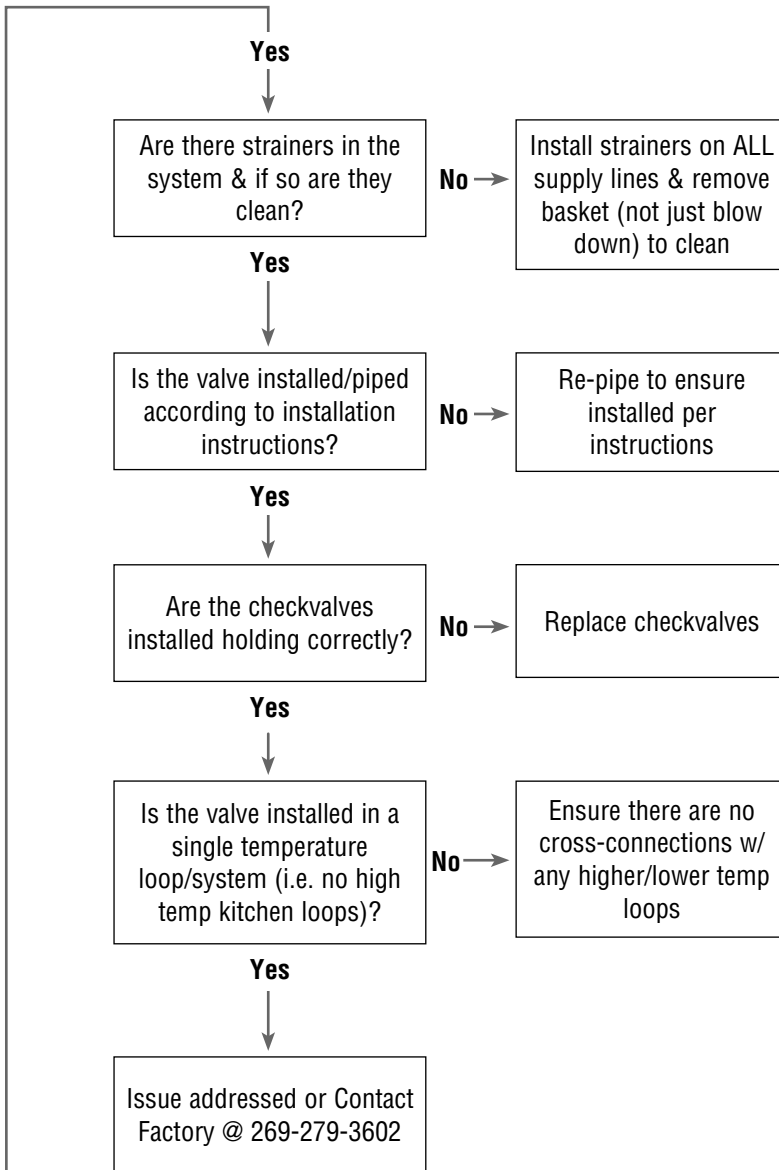 Yes
Are there strainers in the
system & if so are they
clean?
No
Install strainers on ALL
supply lines & remove
basket (not just blow
down) to clean
Yes
Is the valve installed/piped
according to installation
instructions?
No
Re-pipe to ensure
installed per
instructions
Yes
Are the checkvalves
installed holding correctly?
No
Replace checkvalves
Yes
Is the valve installed in a
single temperature
loop/system (i.e. no high
temp kitchen loops)?
No
Ensure there are no
cross-connections w/
any higher/lower temp
loops
Yes
Issue addressed or Contact
Factory @ 269-279-3602